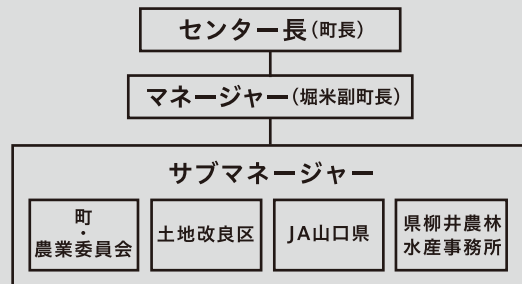 センター長(町長)
マネージャー(堀米副町長)
サブマネージャー
町
・
農業委員会
土地改良区
JA山口県
県柳井農林
水産事務所